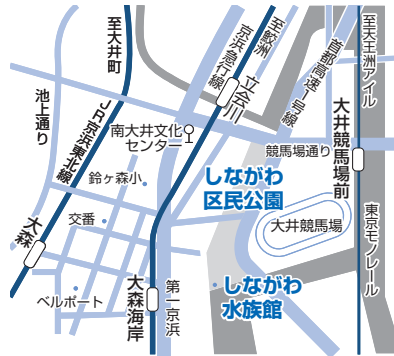 至大井町
至鮫洲
京浜急行線
首都高速1号線
至天王洲アイル
池上通り
JR京浜東北線
立会川
大井競馬場前
南大井文化
センター
競馬場通り
鈴ヶ森小
しながわ
区民公園
交番
大井競馬場
東京モノレール
大森
ベルポート
大森海岸
第一京浜
しながわ
水族館